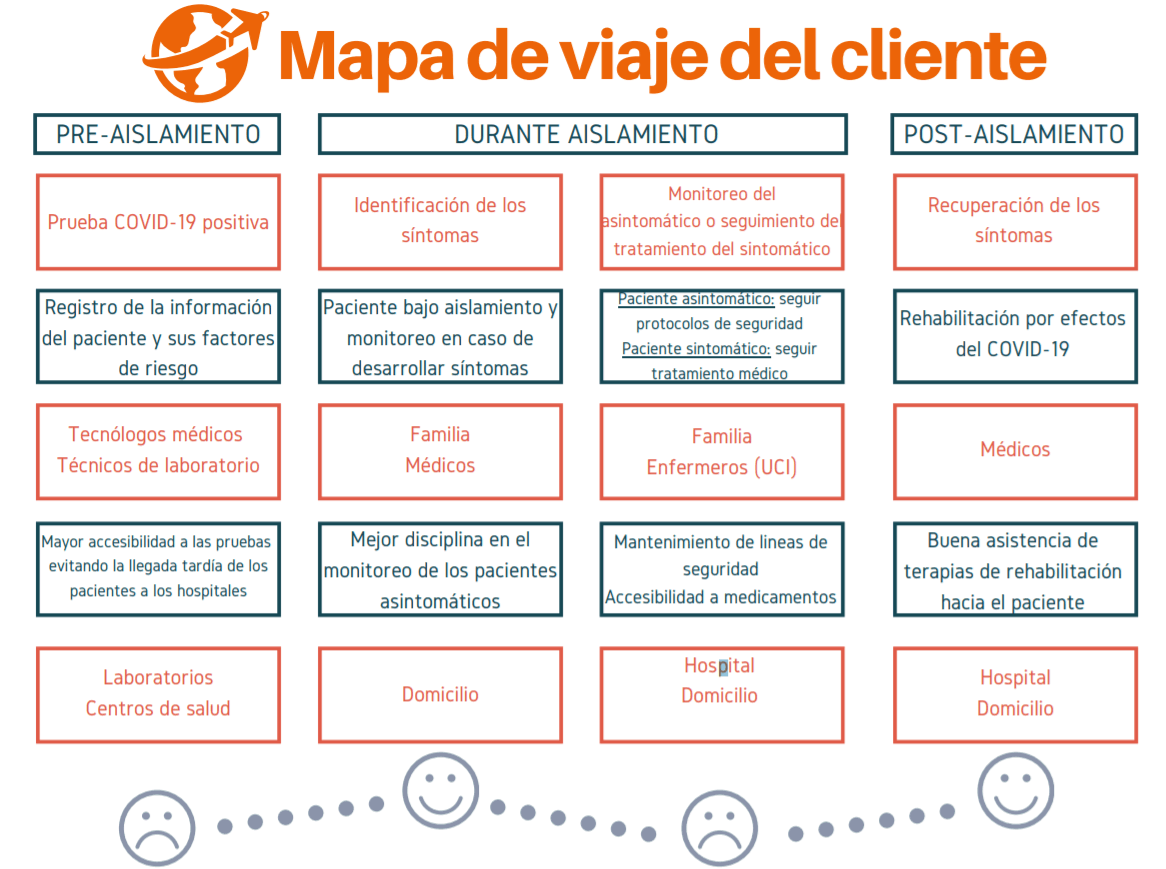 Mapa de viaje del cliente
PRE-AISLAMIENTO
DURANTE AISLAMIENTO
POST-AISLAMIENTO
Prueba COVID-19 positiva
Identificación de los
síntomas
Monitoreo del
asintomático o seguimiento del
tratamiento del sintomático
Recuperación de los
síntomas
Registro de la información
del paciente y sus factores
de riesgo
Paciente bajo aislamiento y
monitoreo en caso de
desarrollar síntomas
Paciente asintomático: seguir
protocolos de seguridad
Paciente sintomático: seguir
tratamiento médico
Rehabilitación por efectos
del COVID-19
Tecnólogos médicos
Técnicos de laboratorio
Familia
Médicos
Familia
Enfermeros (UCI)
Médicos
Mayor accesibilidad a las pruebas
evitando la llegada tardía de los
pacientes a los hospitales
Mejor disciplina en el
monitoreo de los pacientes
asintomáticos
Mantenimiento de lineas de
seguridad
Accesibilidad a medicamentos
Buena asistencia de
terapias de rehabilitación
hacia el paciente
Laboratorios
Centros de salud
Domicilio
Hospital
Domicilio
Hospital
Domicilio